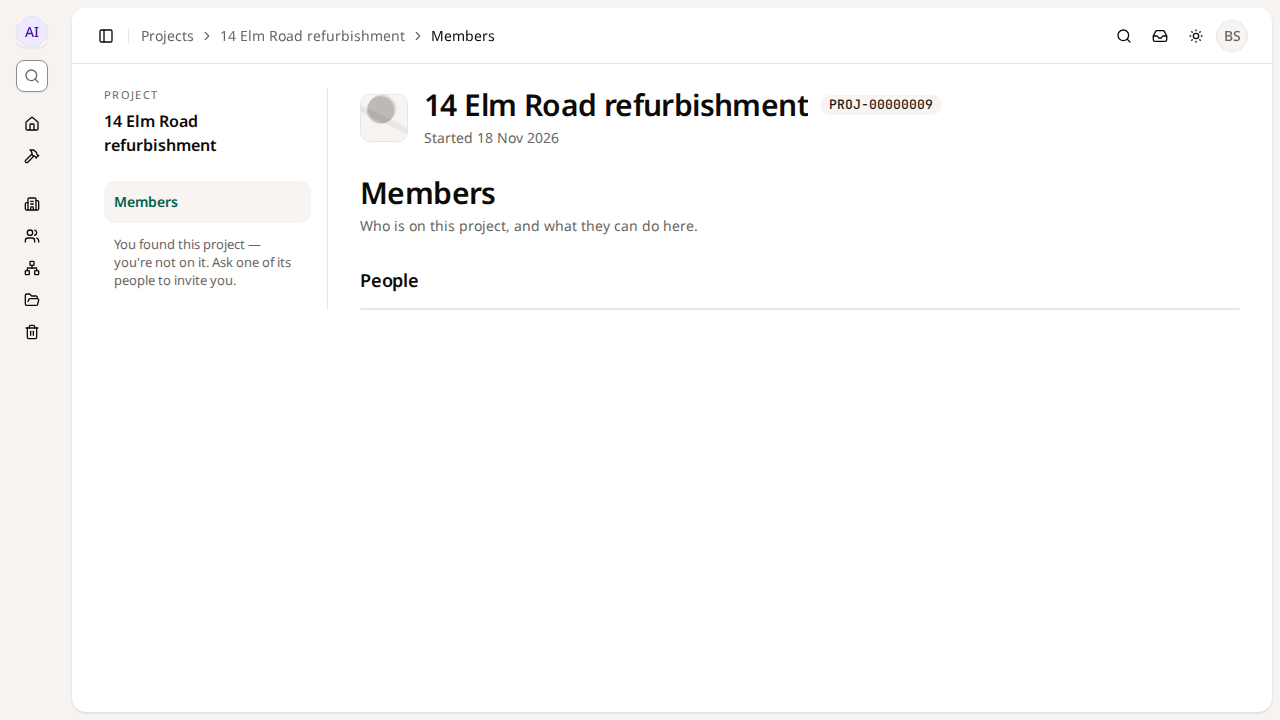 AI
Projects > 14 Elm Road refurbishment > Members
BS
PROJECT
14 Elm Road
refurbishment
Members
You found this project —
you're not on it. Ask one of its
people to invite you.
14 Elm Road refurbishment
PROJ-00000009
Started 18 Nov 2026
Members
Who is on this project, and what they can do here.
People